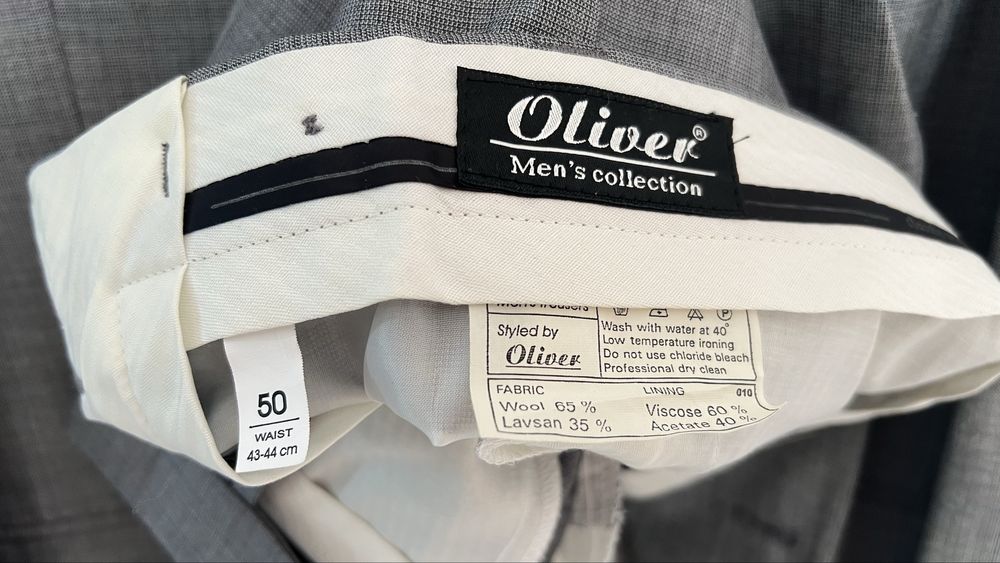 Oliver®
Men's collection
Men's trousers
Styled by
Oliver
Wash with water at 40°
Low temperature ironing
Do not use chloride bleach
Professional dry clean
FABRIC
Wool 65 %
Lavsan 35 %
LINING 010
Viscose 60 %
Acetate 40 %
50
WAIST
43-44 cm